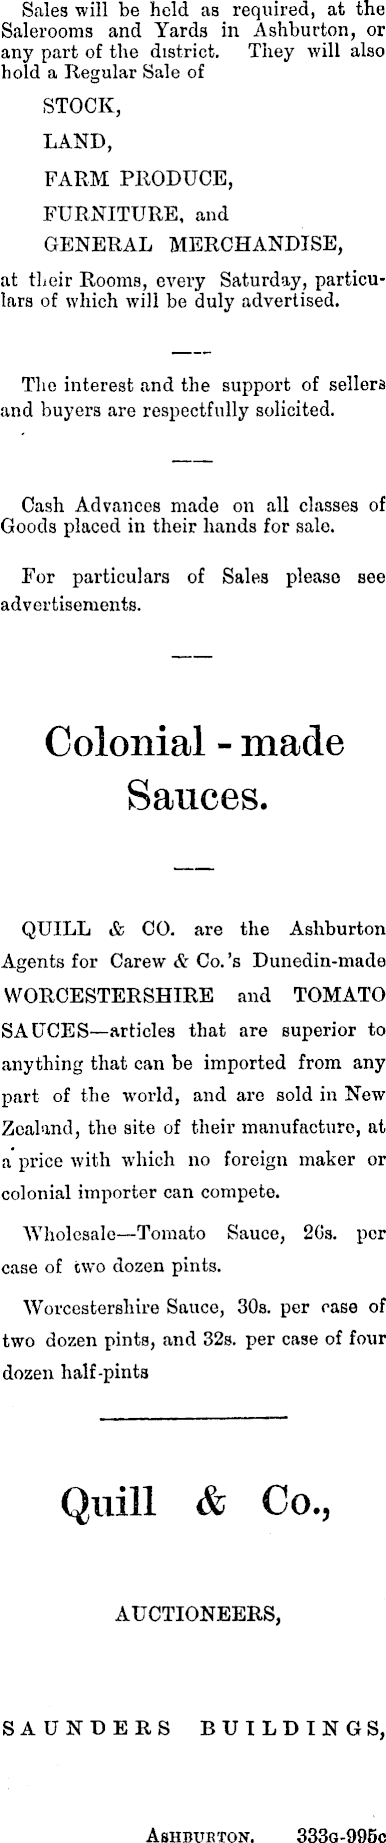 Sales will be held as required, at the
Salerooms and Yards in Ashburton, or
any part of the district. They will also
hold a Regular Sale of
STOCK,
LAND,
FARM PRODUCE,
FURNITURE, and
GENERAL MERCHANDISE,
at their Rooms, every Saturday, particu-
lars of which will be duly advertised.
The interest and the support of sellers
and buyers are respectfully solicited.
Cash Advances made on all classes of
Goods placed in their hands for sale.
For particulars of Sales please see
advertisements.
Colonial-made
Sauces.
QUILL & CO. are the Ashburton
Agents for Carew & Co.'s Dunedin-made
WORCESTERSHIRE and TOMATO
SAUCES—articles that are superior to
anything that can be imported from any
part of the world, and are sold in New
Zealand, the site of their manufacture, at
a price with which no foreign maker or
colonial importer can compete.
Wholesale—Tomato Sauce, 26s. per
case of two dozen pints.
Worcestershire Sauce, 30s. per case of
two dozen pints, and 32s. per case of four
dozen half-pints
Quill & Co.,
AUCTIONEERS,
SAUNDERS BUILDINGS,
ASHBURTON. 333G-995c